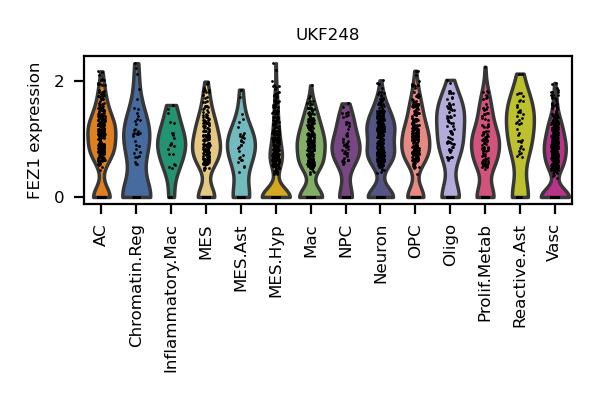 UKF248
FEZ1 expression
2
0
AC
Chromatin.Reg
Inflammatory.Mac
MES
MES.Ast
MES.Hyp
Mac
NPC
Neuron
OPC
Oligo
Prolif.Metab
Reactive.Ast
Vasc